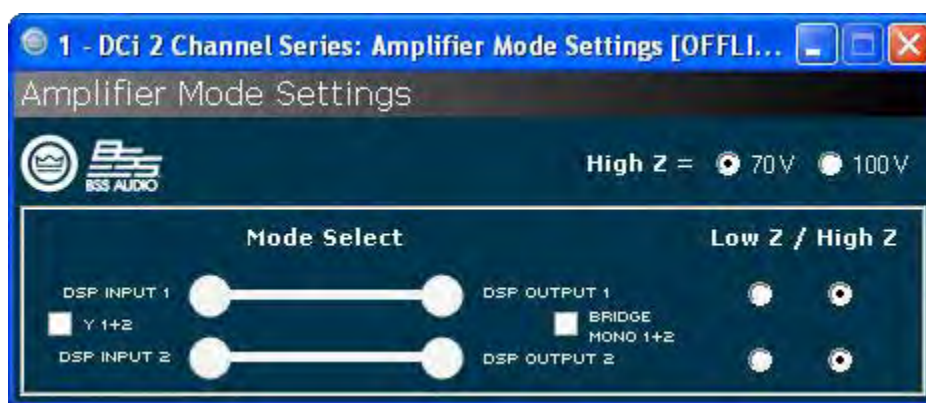 1 - DCi 2 Channel Series: Amplifier Mode Settings [OFFLI...
Amplifier Mode Settings
BSS
BSS AUDIO
High Z = 70V 100V
Mode Select Low Z / High Z
DSP INPUT 1 DSP OUTPUT 1
Y 1+2 BRIDGE
MONO 1+2
DSP INPUT 2 DSP OUTPUT 2